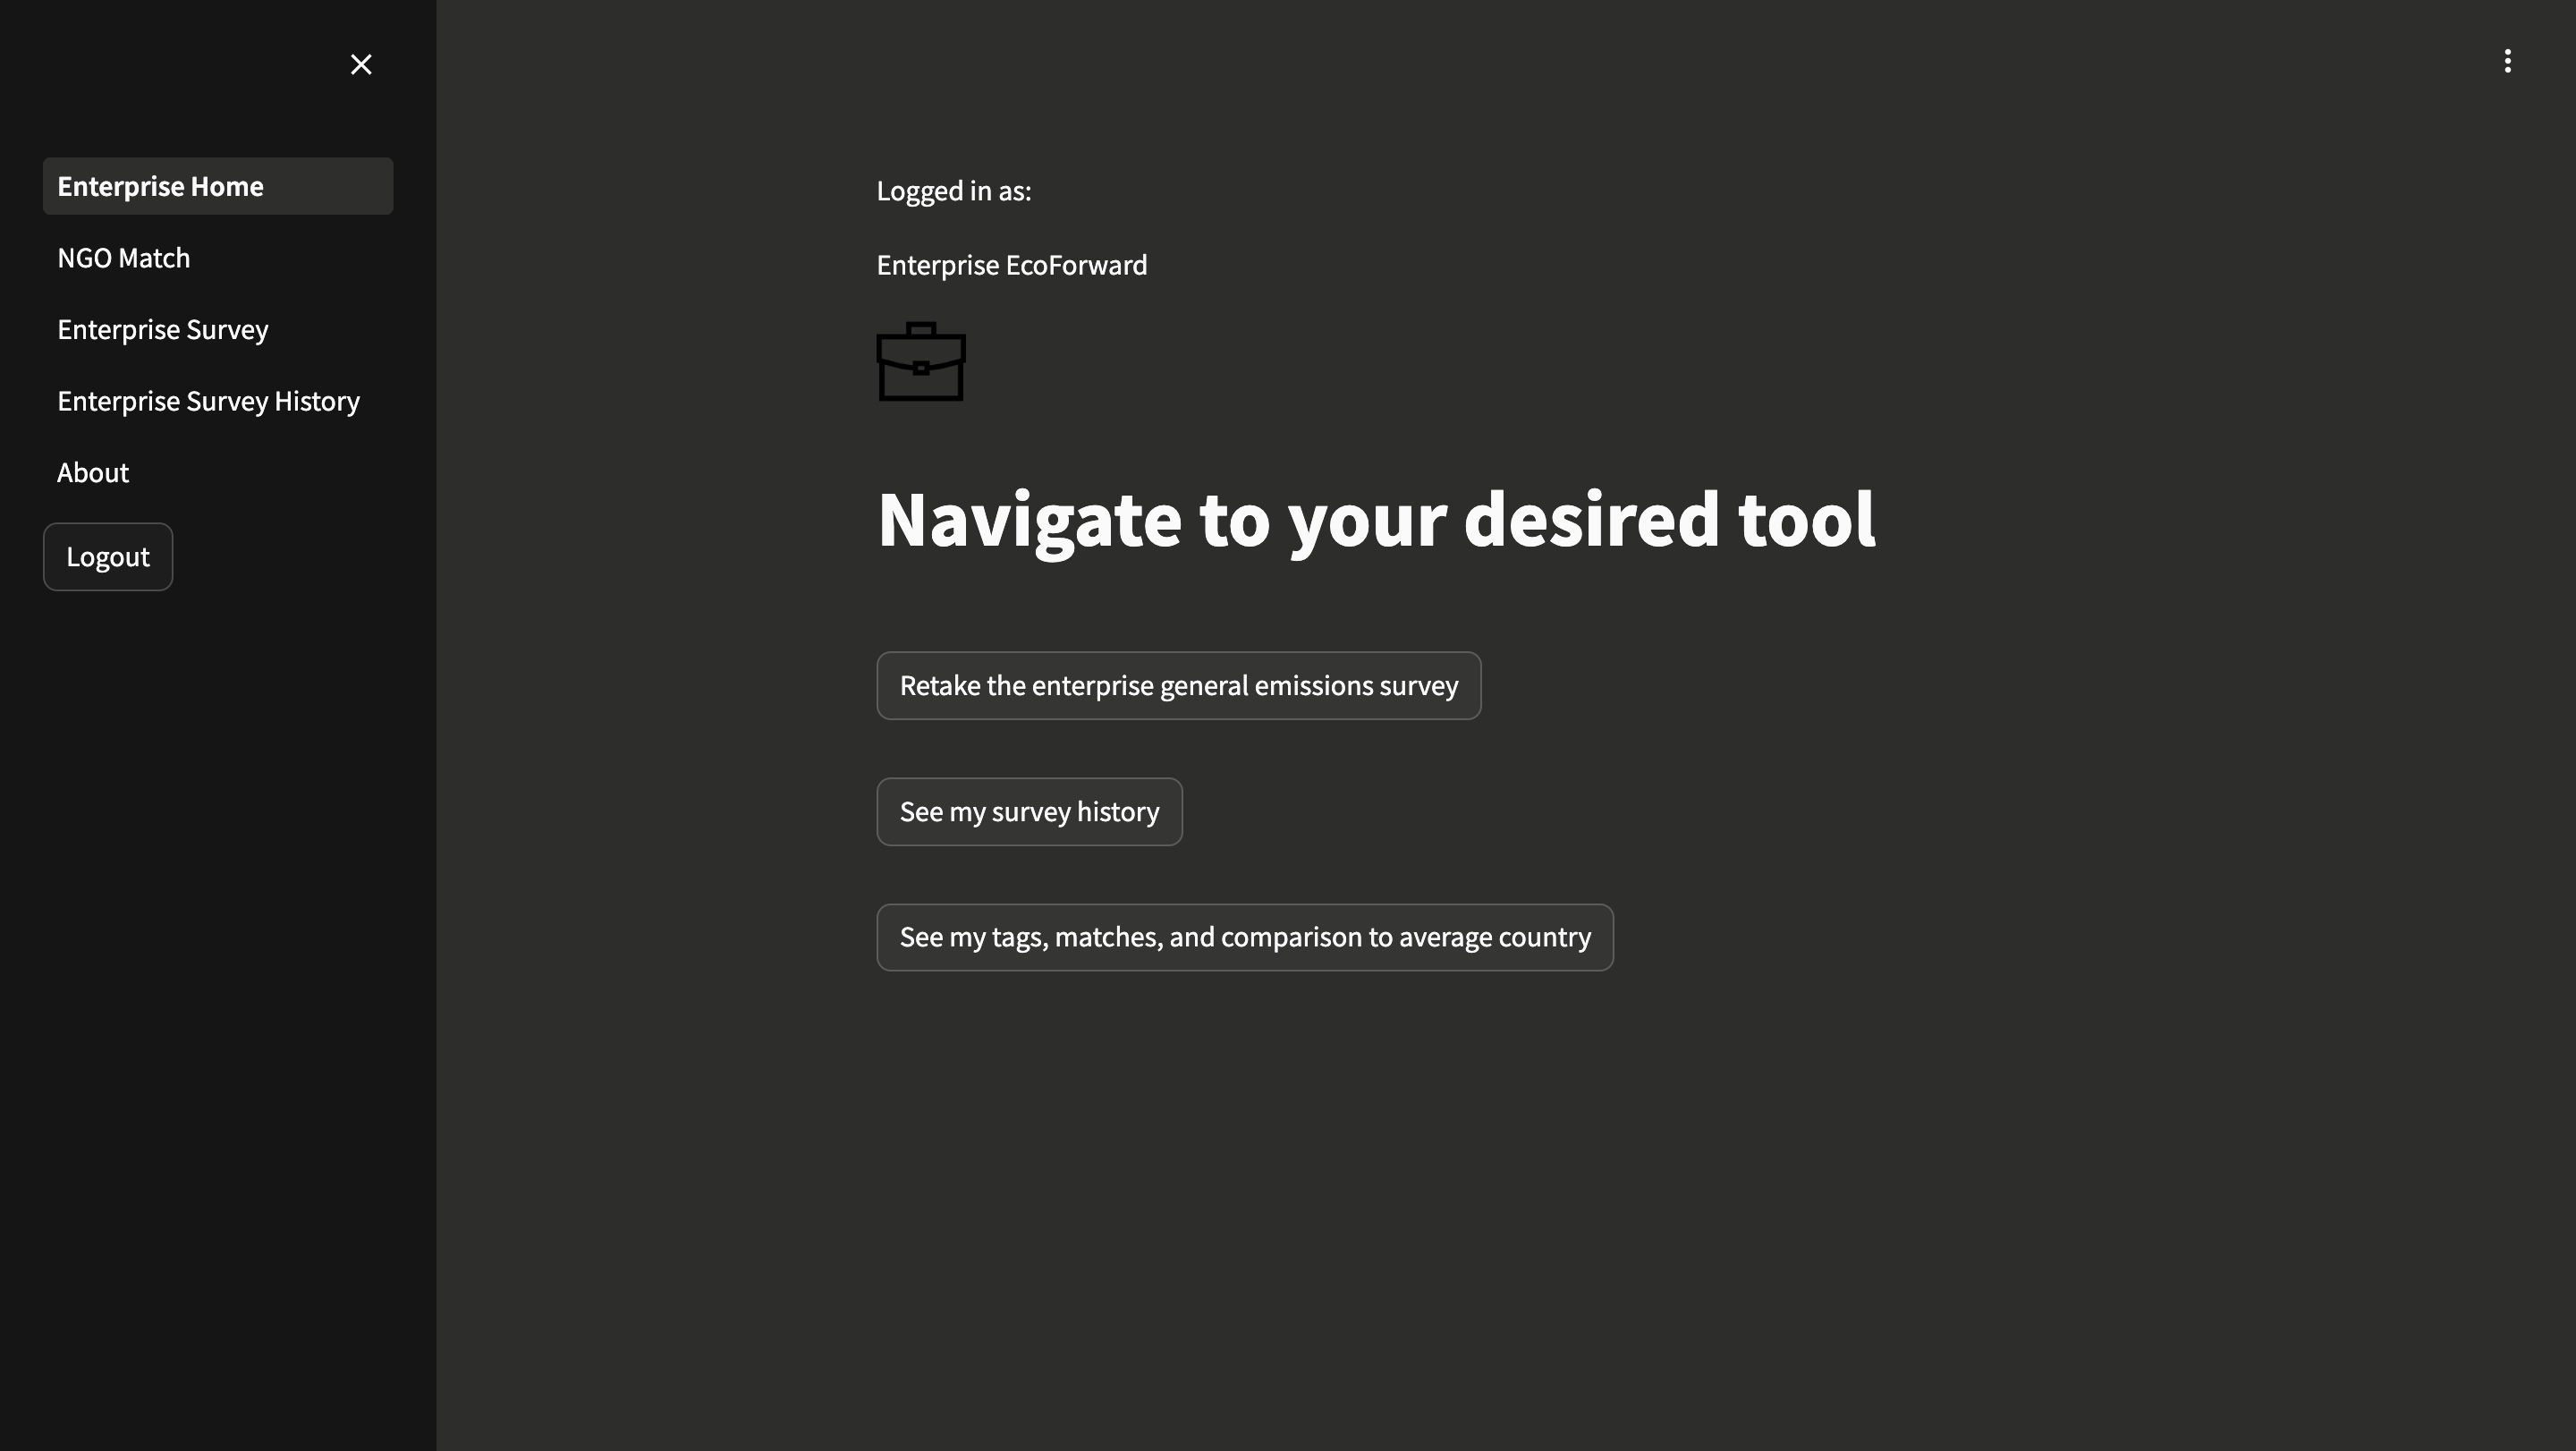 Enterprise Home
NGO Match
Enterprise Survey
Enterprise Survey History
About
Logout
Logged in as:
Enterprise EcoForward
Navigate to your desired tool
Retake the enterprise general emissions survey
See my survey history
See my tags, matches, and comparison to average country